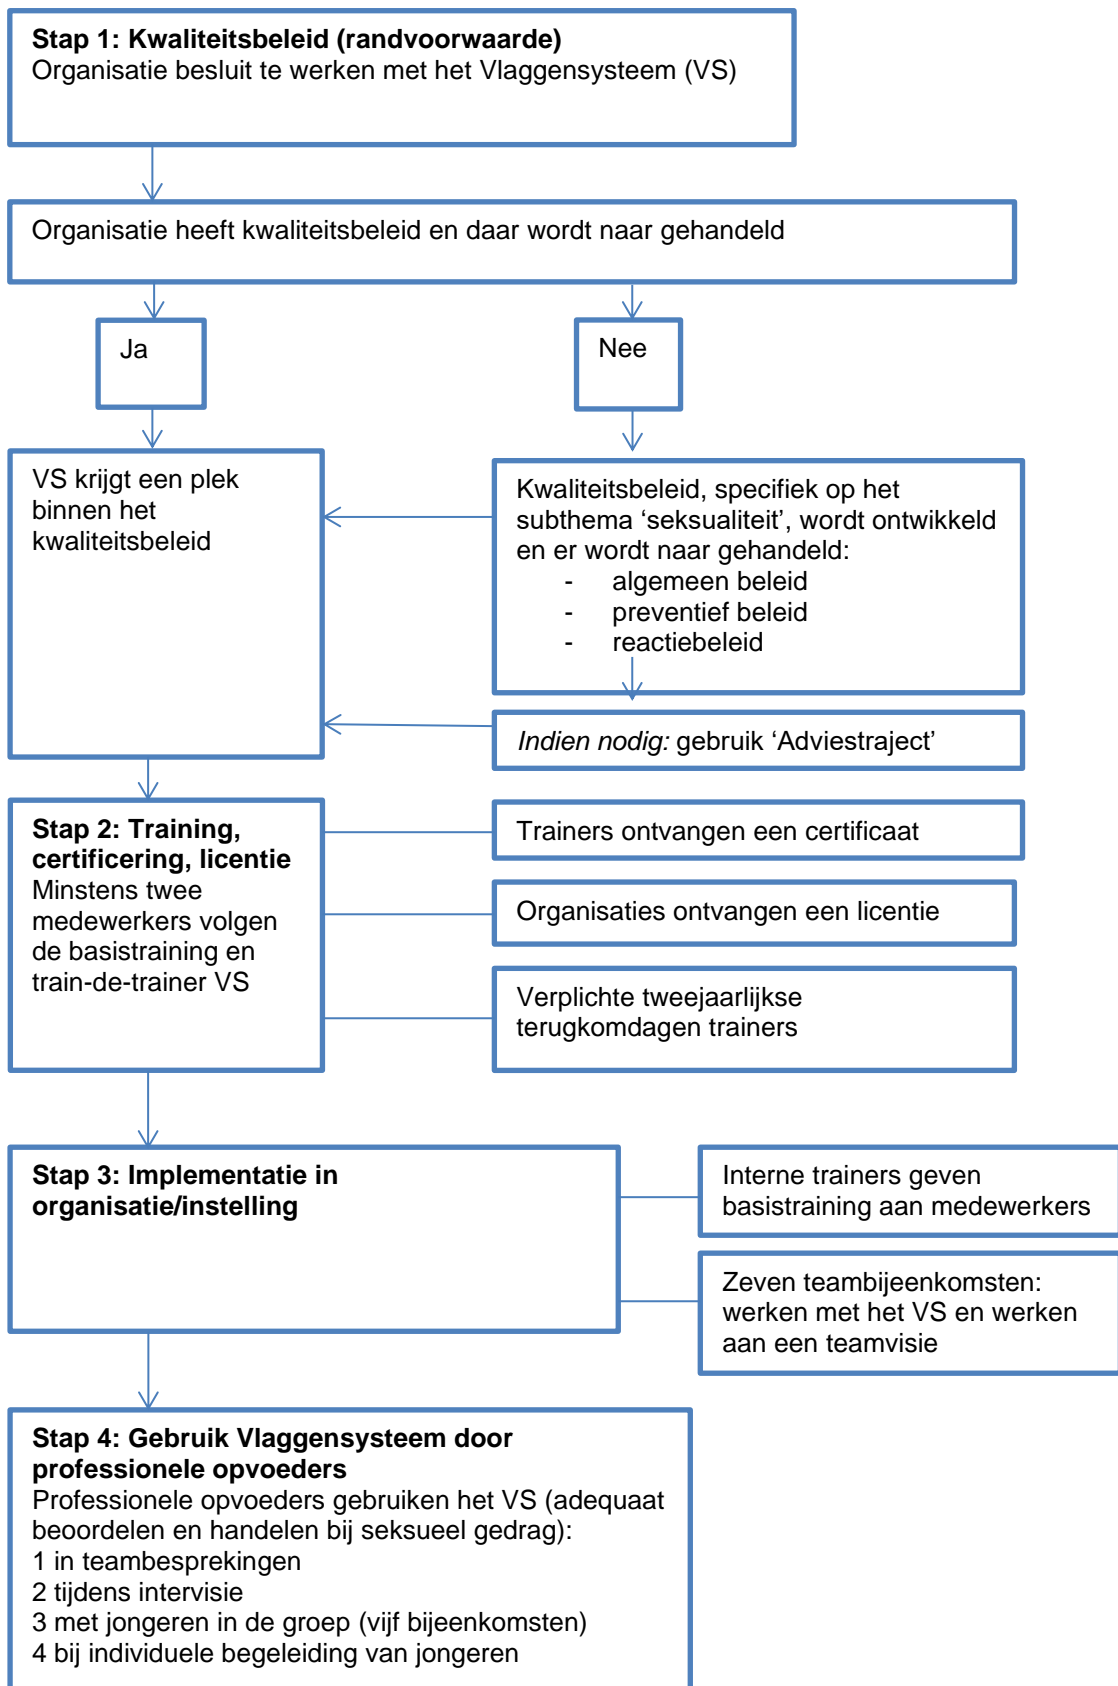 Stap 1: Kwaliteitsbeleid (randvoorwaarde)
Organisatie besluit te werken met het Vlaggensysteem (VS)
Organisatie heeft kwaliteitsbeleid en daar wordt naar gehandeld
Ja
Nee
VS krijgt een plek
binnen het
kwaliteitsbeleid
Kwaliteitsbeleid, specifiek op het
subthema ‘seksualiteit’, wordt ontwikkeld
en er wordt naar gehandeld:
- algemeen beleid
- preventief beleid
- reactiebeleid
Indien nodig: gebruik ‘Adviestraject’
Stap 2: Training,
certificering, licentie
Minstens twee
medewerkers volgen
de basistraining en
train-de-trainer VS
Trainers ontvangen een certificaat
Organisaties ontvangen een licentie
Verplichte tweejaarlijkse
terugkomdagen trainers
Stap 3: Implementatie in
organisatie/instelling
Interne trainers geven
basistraining aan medewerkers
Zeven teambijeenkomsten:
werken met het VS en werken
aan een teamvisie
Stap 4: Gebruik Vlaggensysteem door
professionele opvoeders
Professionele opvoeders gebruiken het VS (adequaat
beoordelen en handelen bij seksueel gedrag):
1 in teambesprekingen
2 tijdens intervisie
3 met jongeren in de groep (vijf bijeenkomsten)
4 bij individuele begeleiding van jongeren